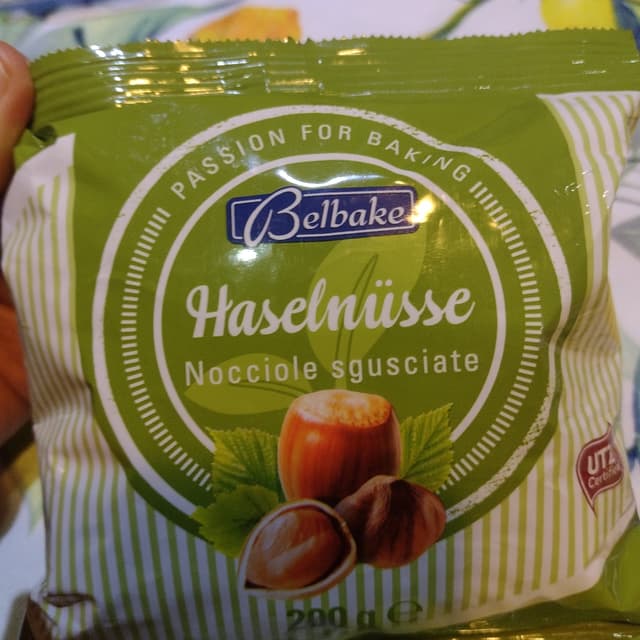 PASSION FOR BAKING
Belbake
Haselnüsse
Nocciole sgusciate
UTZ
Certified
200 g ℮